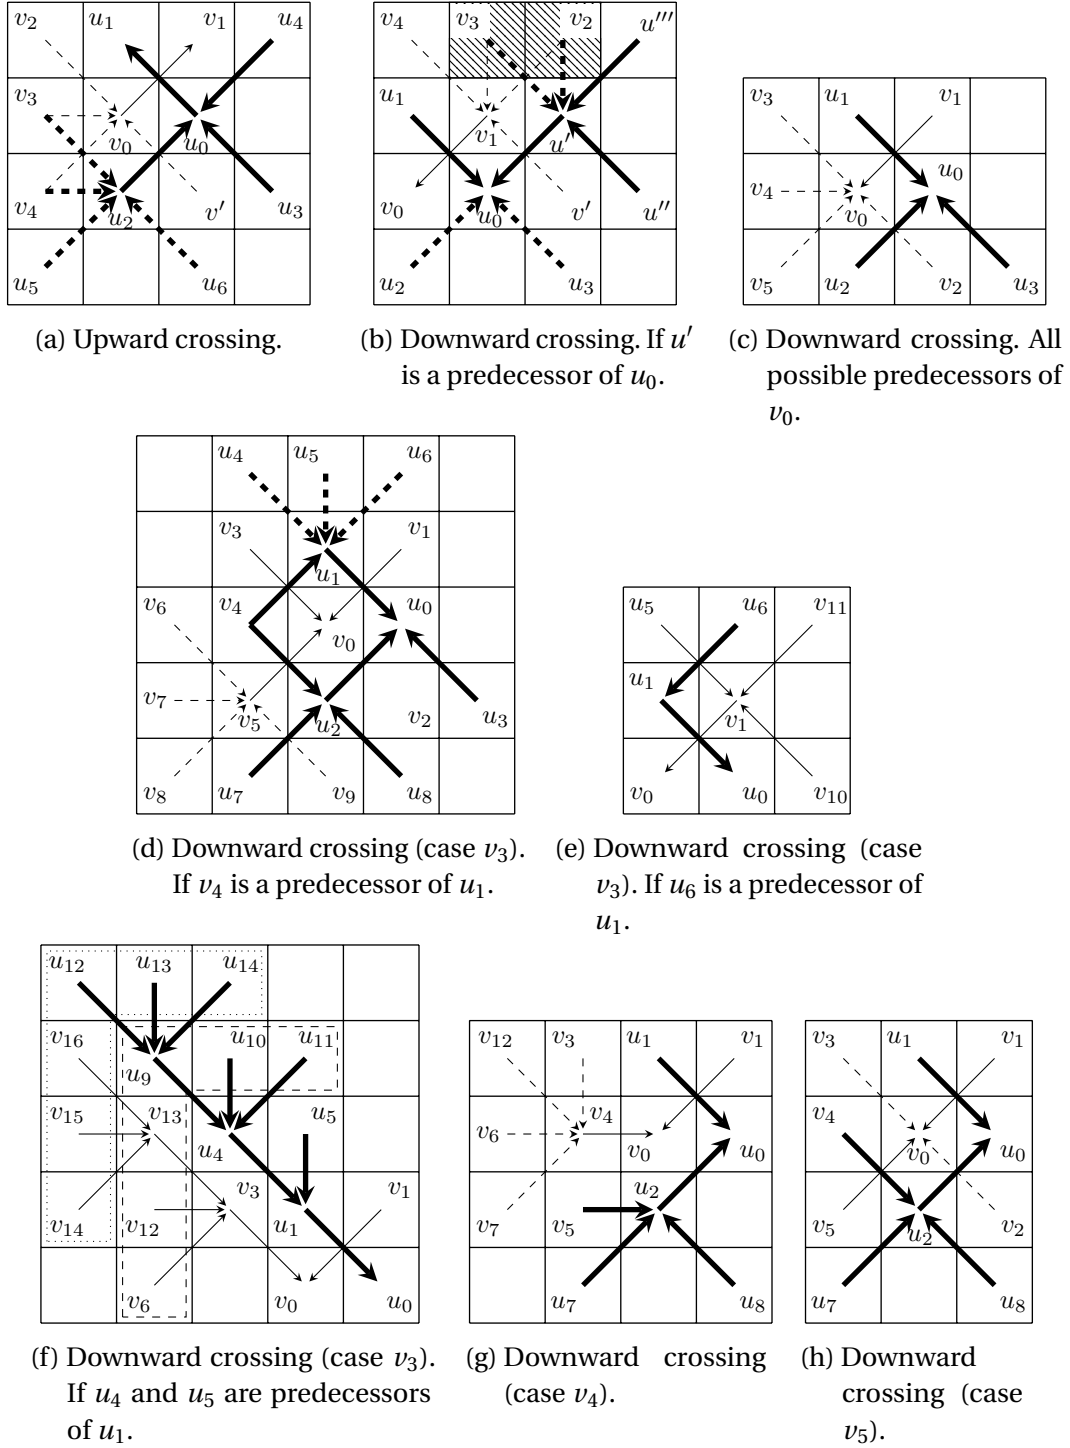 v₂ u₁ v₁ u₄
v₃ v₀ u₀
v₄ u₂ v′ u₃
u₅ u₆
(a) Upward crossing.
v₄ v₃ v₂ u‴
u₁ v₁ u′
v₀ u₀ v′ u″
u₂ u₃
(b) Downward crossing. If u′
is a predecessor of u₀.
v₃ u₁ v₁
v₄ v₀ u₀
v₅ u₂ v₂ u₃
(c) Downward crossing. All
possible predecessors of
v₀.
u₄ u₅ u₆
v₃ u₁ v₁
v₆ v₄ v₀ u₀
v₇ v₅ u₂ v₂ u₃
v₈ u₇ v₉ u₈
(d) Downward crossing (case v₃).
If v₄ is a predecessor of u₁.
u₅ u₆ v₁₁
u₁ v₁
v₀ u₀ v₁₀
(e) Downward crossing (case
v₃). If u₆ is a predecessor of
u₁.
u₁₂ u₁₃ u₁₄
v₁₆ u₉ u₁₀ u₁₁
v₁₅ v₁₃ u₄ u₅
v₁₄ v₁₂ v₃ u₁ v₁
v₆ v₀ u₀
(f) Downward crossing (case v₃).
If u₄ and u₅ are predecessors
of u₁.
v₁₂ v₃ u₁ v₁
v₆ v₄ v₀ u₀
v₇ v₅ u₂
u₇ u₈
(g) Downward crossing
(case v₄).
v₃ u₁ v₁
v₄ v₀ u₀
v₅ u₂ v₂
u₇ u₈
(h) Downward
crossing (case
v₅).